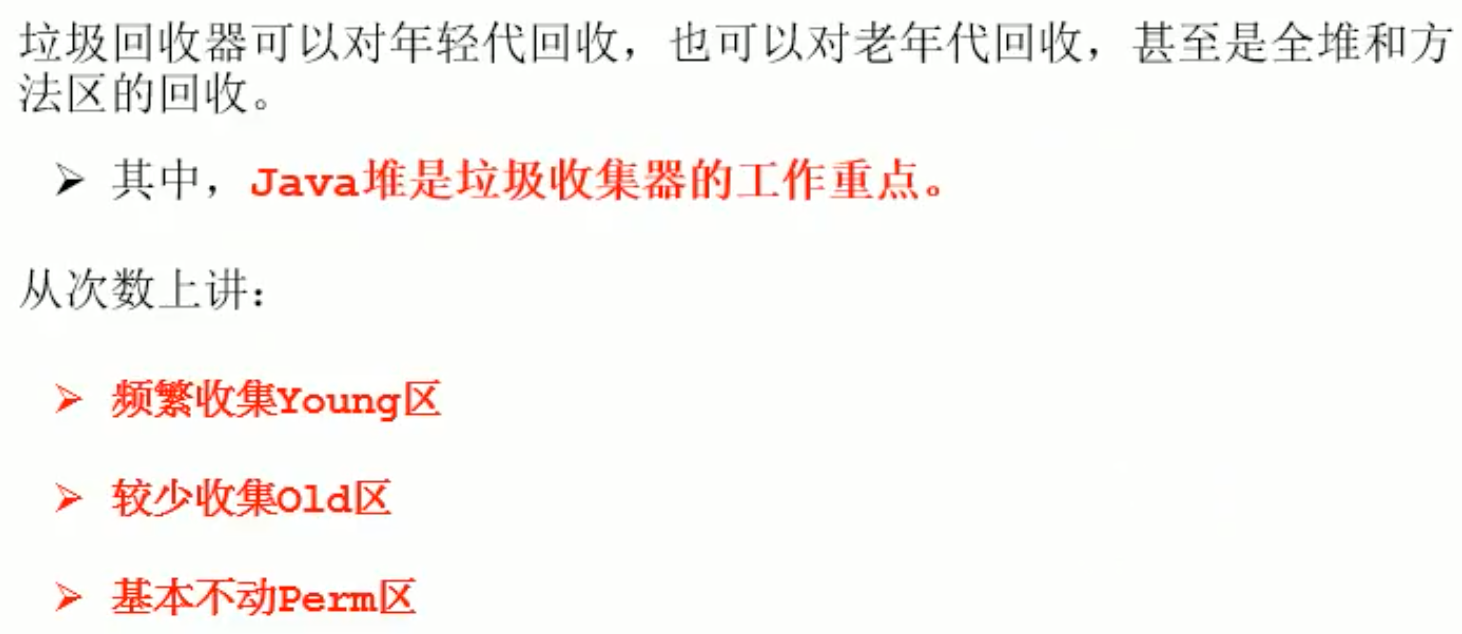 垃圾回收器可以对年轻代回收，也可以对老年代回收，甚至是全堆和方
法区的回收。
➢ 其中，Java堆是垃圾收集器的工作重点。
从次数上讲：
➢ 频繁收集Young区
➢ 较少收集Old区
➢ 基本不动Perm区